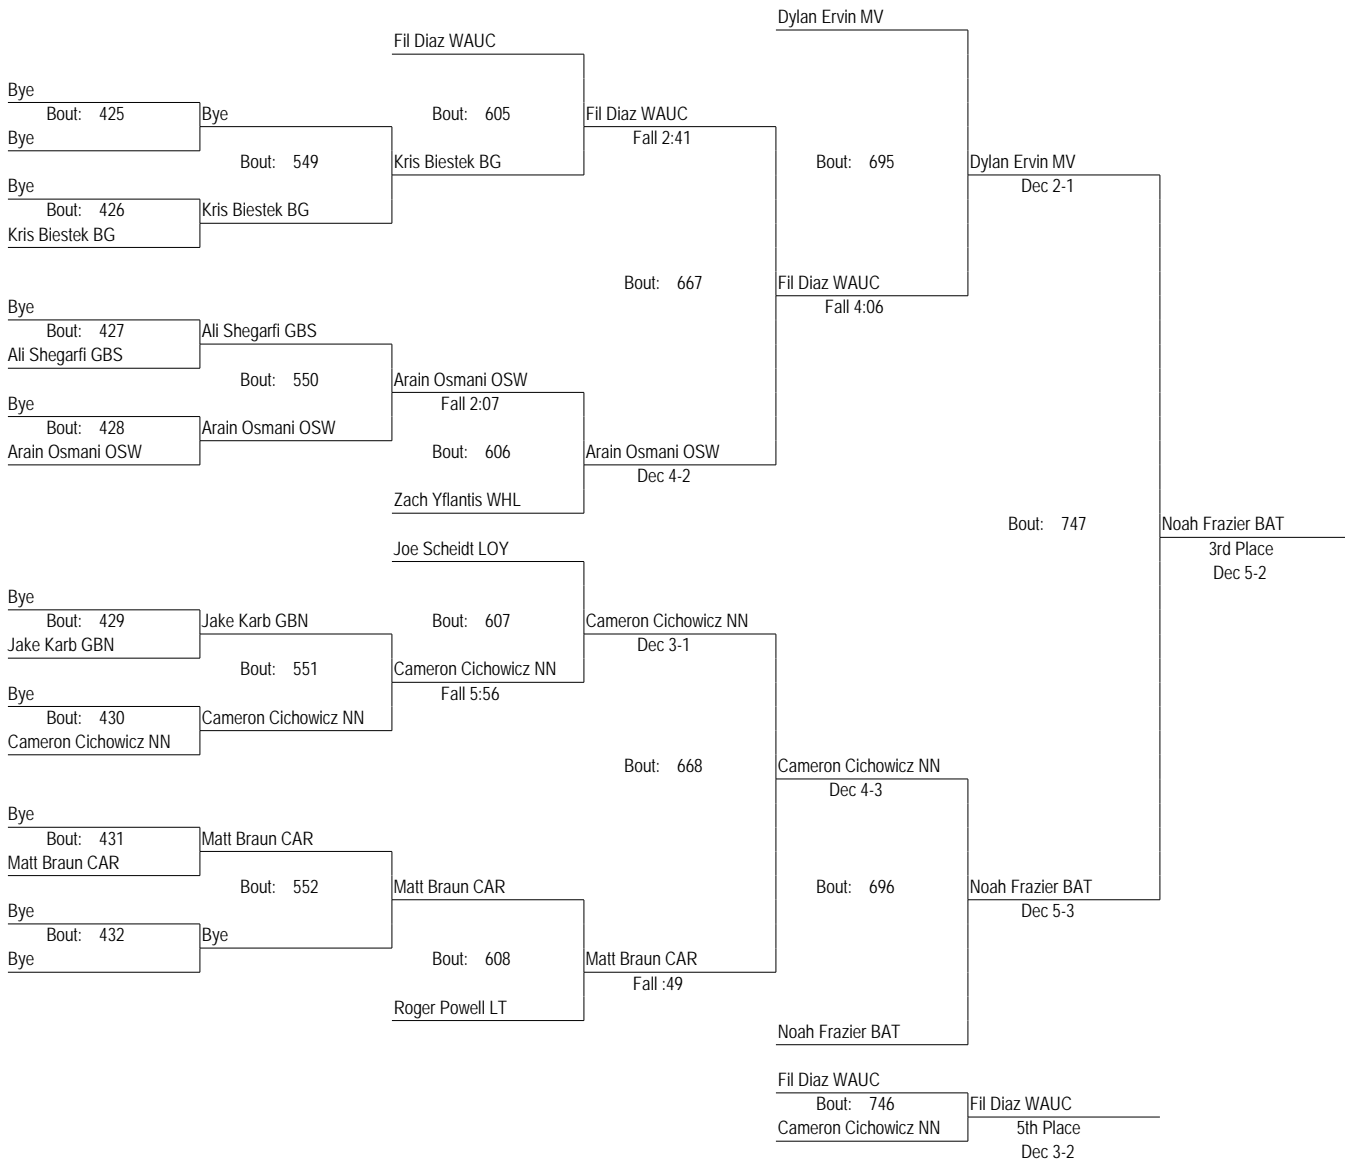 Dylan Ervin MV
Fil Diaz WAUC
Bye
Bout: 425
Bye
Bout: 605
Fil Diaz WAUC
Bye
Fall 2:41
Bout: 549
Kris Biestek BG
Bout: 695
Dylan Ervin MV
Bye
Dec 2-1
Bout: 426
Kris Biestek BG
Kris Biestek BG
Bout: 667
Fil Diaz WAUC
Bye
Fall 4:06
Bout: 427
Ali Shegarfi GBS
Ali Shegarfi GBS
Bout: 550
Arain Osmani OSW
Bye
Fall 2:07
Bout: 428
Arain Osmani OSW
Arain Osmani OSW
Bout: 606
Arain Osmani OSW
Dec 4-2
Zach Yflantis WHL
Bout: 747
Noah Frazier BAT
Joe Scheidt LOY
3rd Place
Dec 5-2
Bye
Bout: 429
Jake Karb GBN
Bout: 607
Cameron Cichowicz NN
Jake Karb GBN
Dec 3-1
Bout: 551
Cameron Cichowicz NN
Bye
Fall 5:56
Bout: 430
Cameron Cichowicz NN
Cameron Cichowicz NN
Bout: 668
Cameron Cichowicz NN
Dec 4-3
Bye
Bout: 431
Matt Braun CAR
Matt Braun CAR
Bout: 552
Matt Braun CAR
Bout: 696
Noah Frazier BAT
Bye
Dec 5-3
Bout: 432
Bye
Bye
Bout: 608
Matt Braun CAR
Fall :49
Roger Powell LT
Noah Frazier BAT
Fil Diaz WAUC
Bout: 746
Fil Diaz WAUC
Cameron Cichowicz NN
5th Place
Dec 3-2